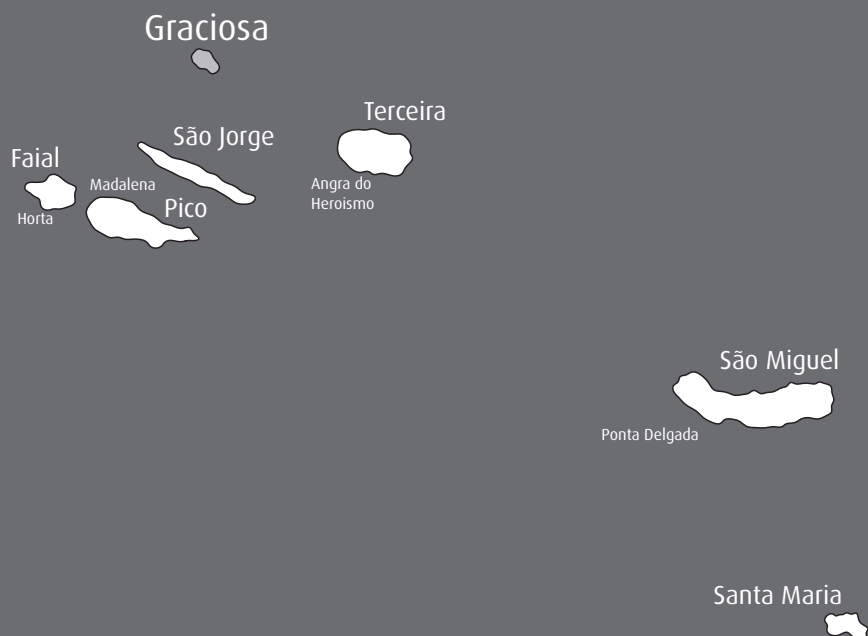 Graciosa
Terceira
São Jorge
Faial
Madalena
Angra do
Heroismo
Pico
Horta
São Miguel
Ponta Delgada
Santa Maria